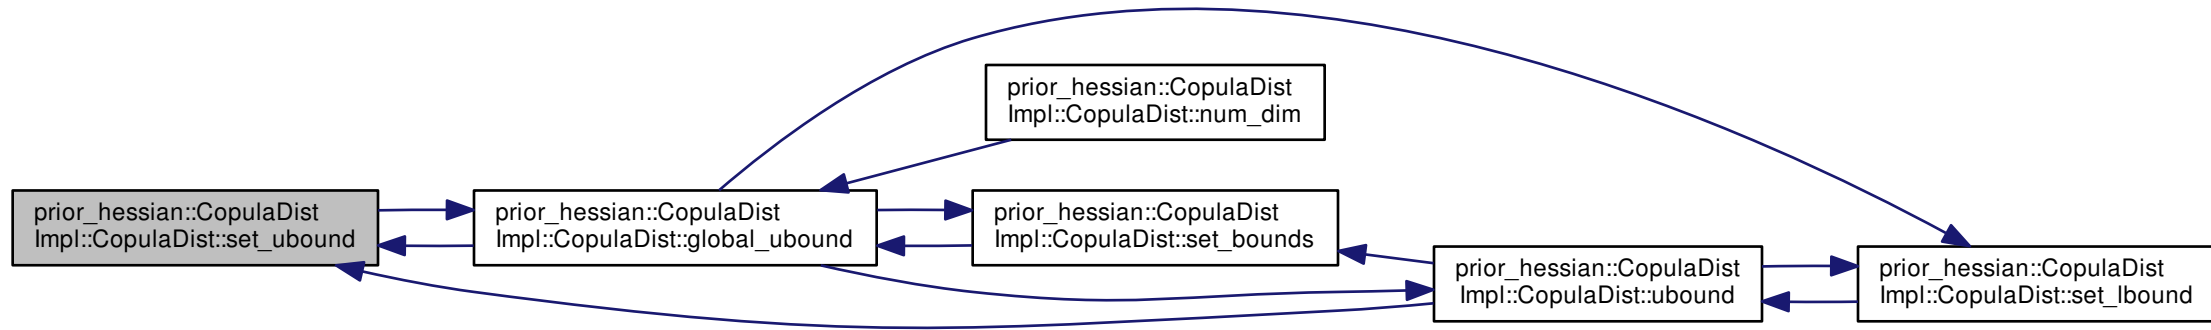 prior_hessian::CopulaDist
Impl::CopulaDist::num_dim
prior_hessian::CopulaDist
Impl::CopulaDist::set_ubound
prior_hessian::CopulaDist
Impl::CopulaDist::global_ubound
prior_hessian::CopulaDist
Impl::CopulaDist::set_bounds
prior_hessian::CopulaDist
Impl::CopulaDist::ubound
prior_hessian::CopulaDist
Impl::CopulaDist::set_lbound